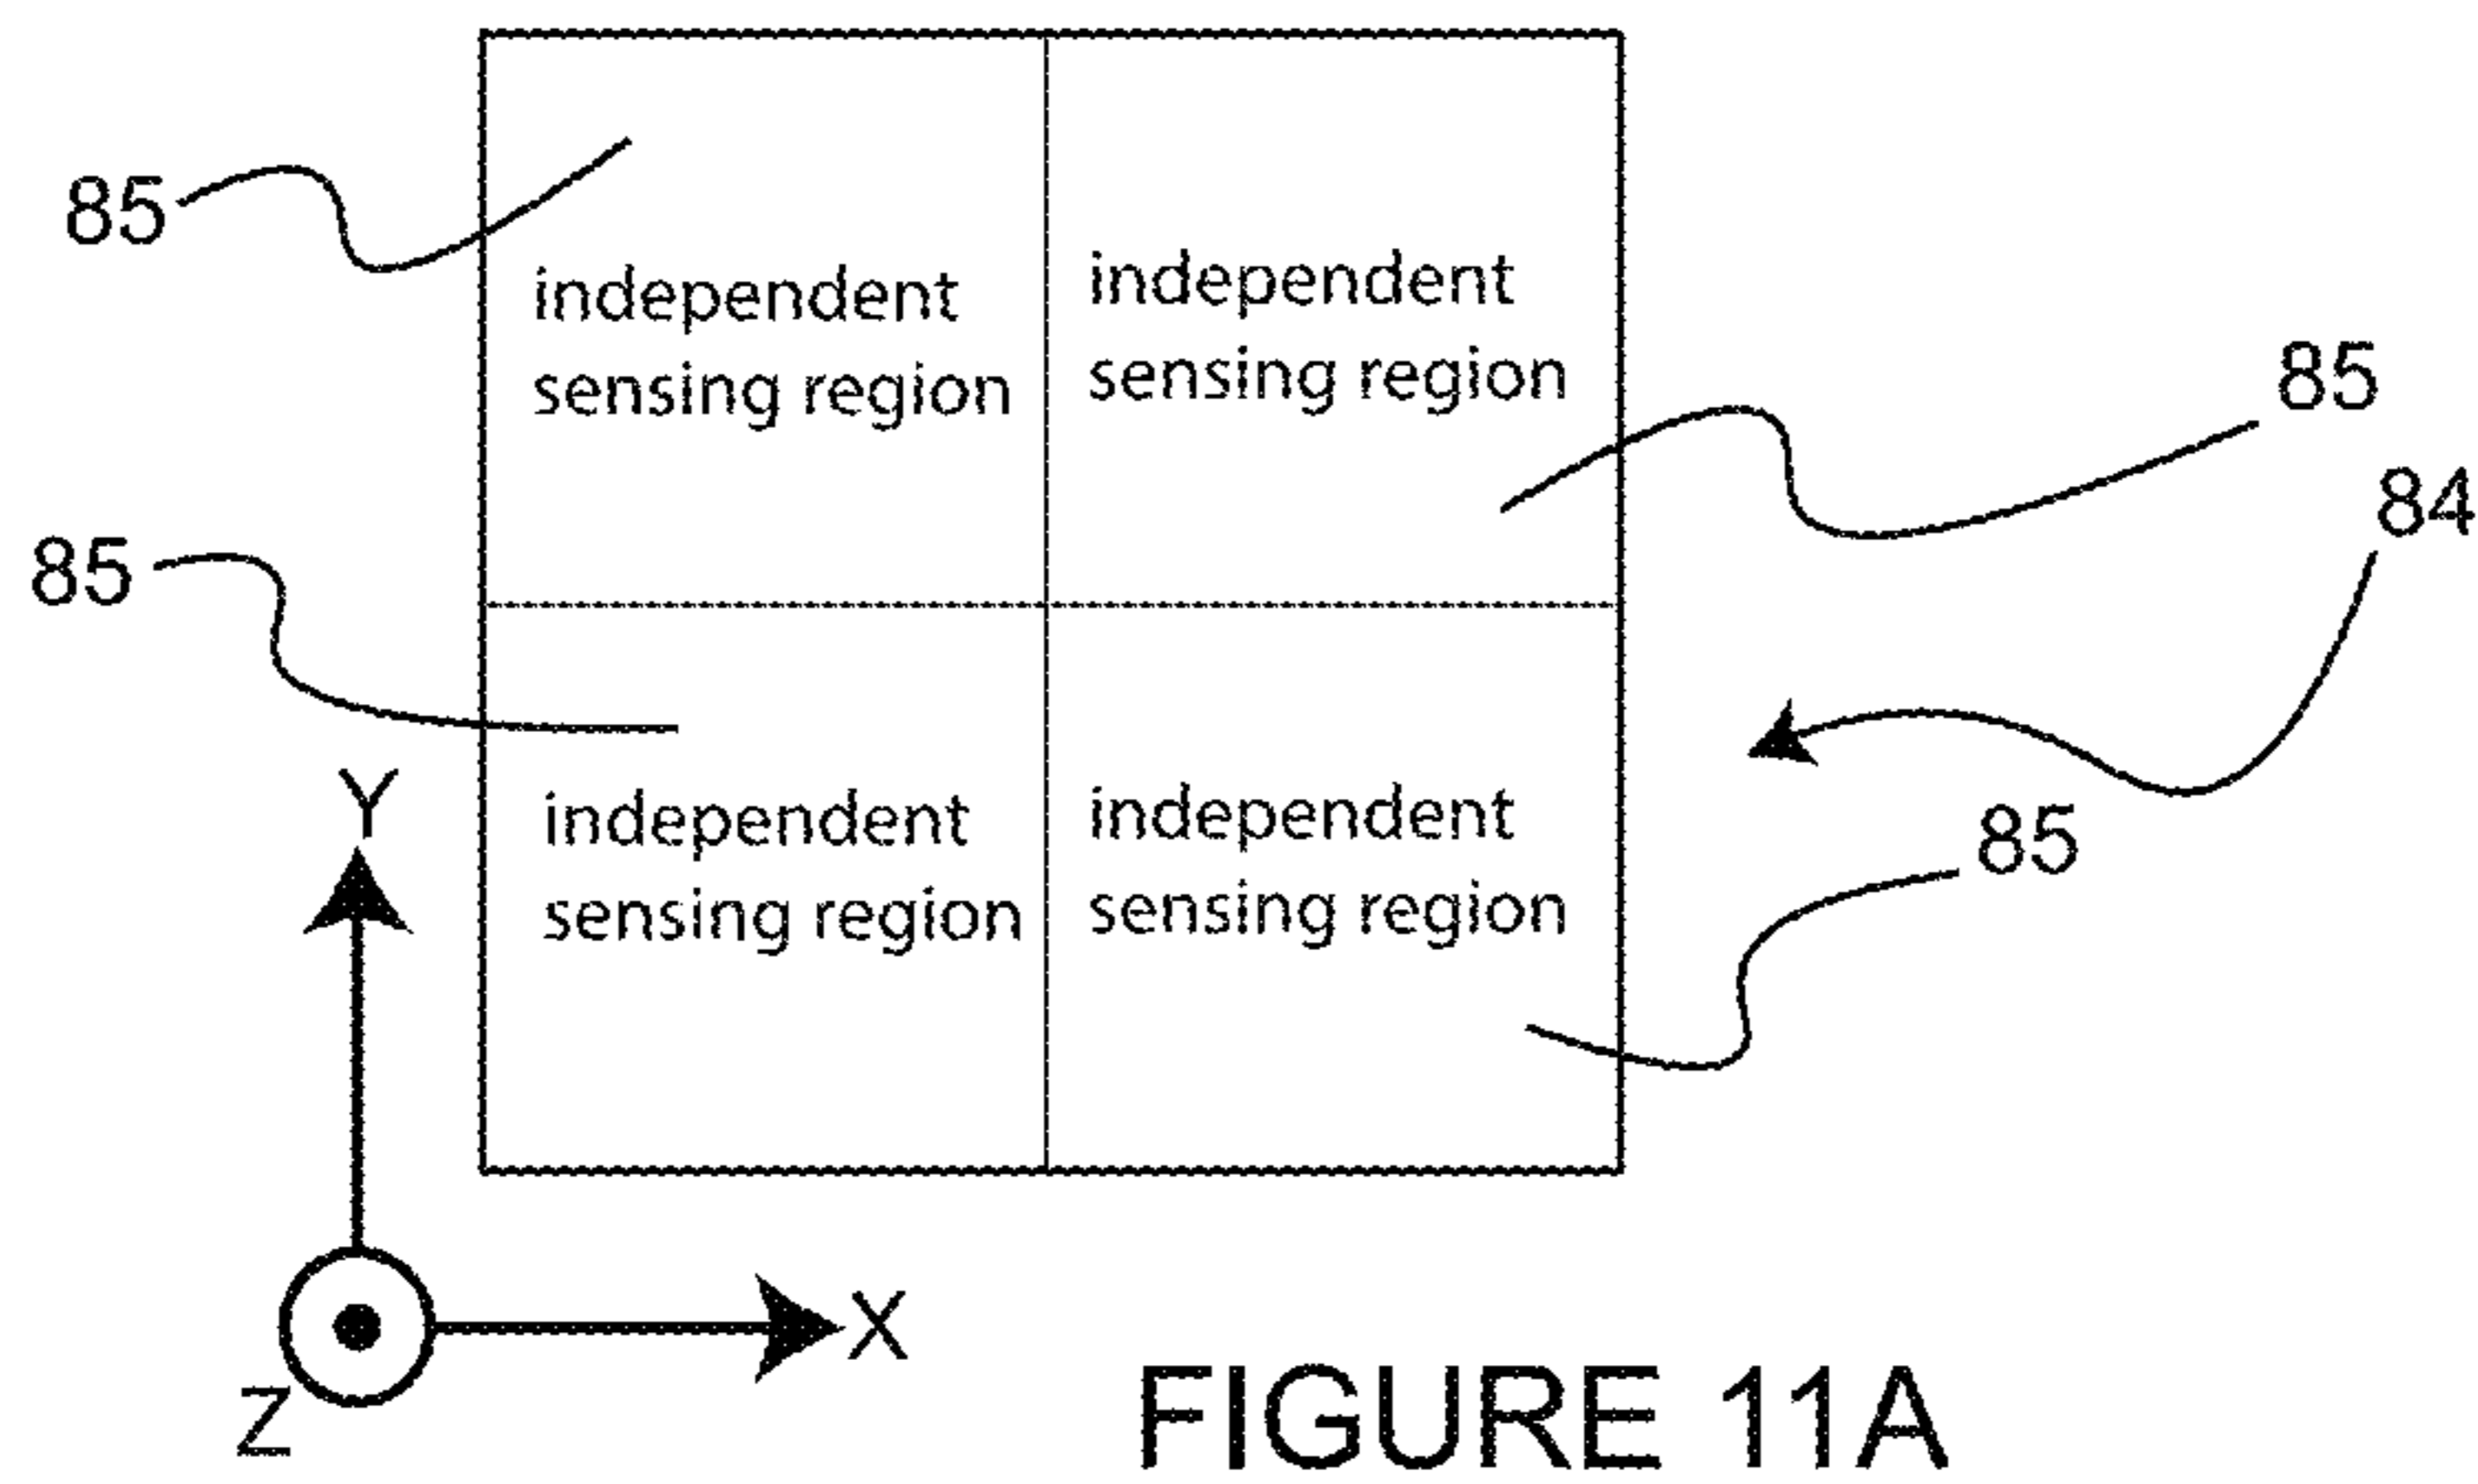 85
independent
sensing region
independent
sensing region
85
84
85
independent
sensing region
independent
sensing region
85
Y
X
Z
FIGURE 11A